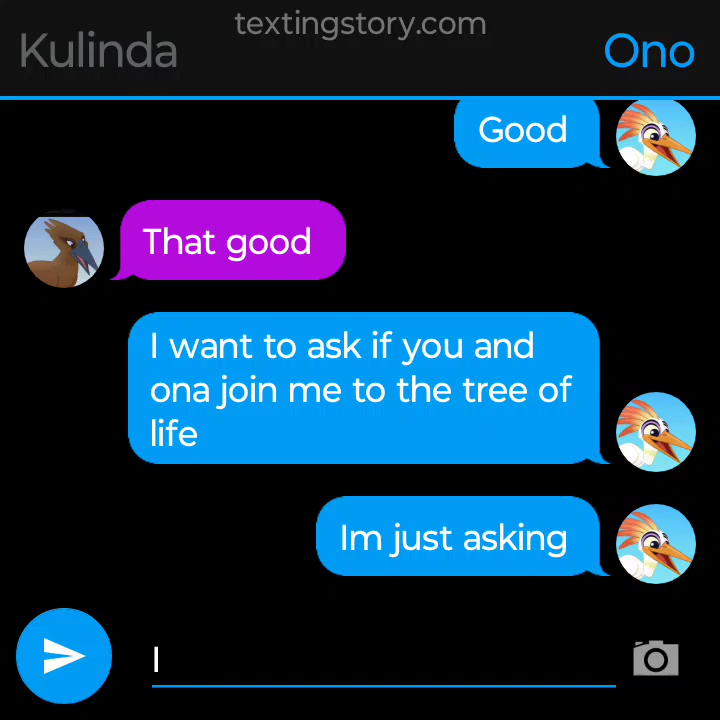 textingstory.com
Kulinda
Ono
Good
That good
I want to ask if you and
ona join me to the tree of
life
Im just asking